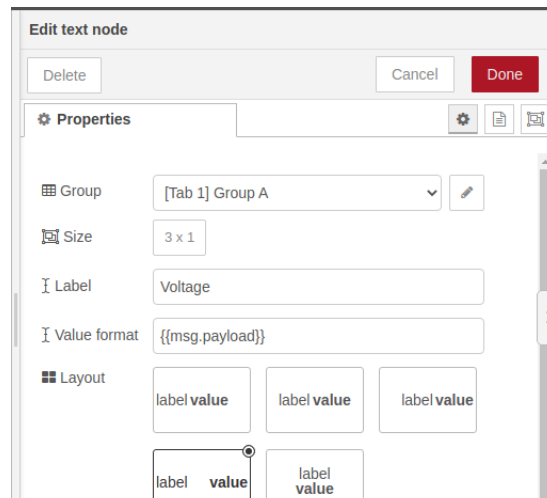 Edit text node
Delete
Cancel
Done
Properties
Group
[Tab 1] Group A
Size
3 x 1
Label
Voltage
Value format
{{msg.payload}}
Layout
label value
label value
label value
label value
label
value